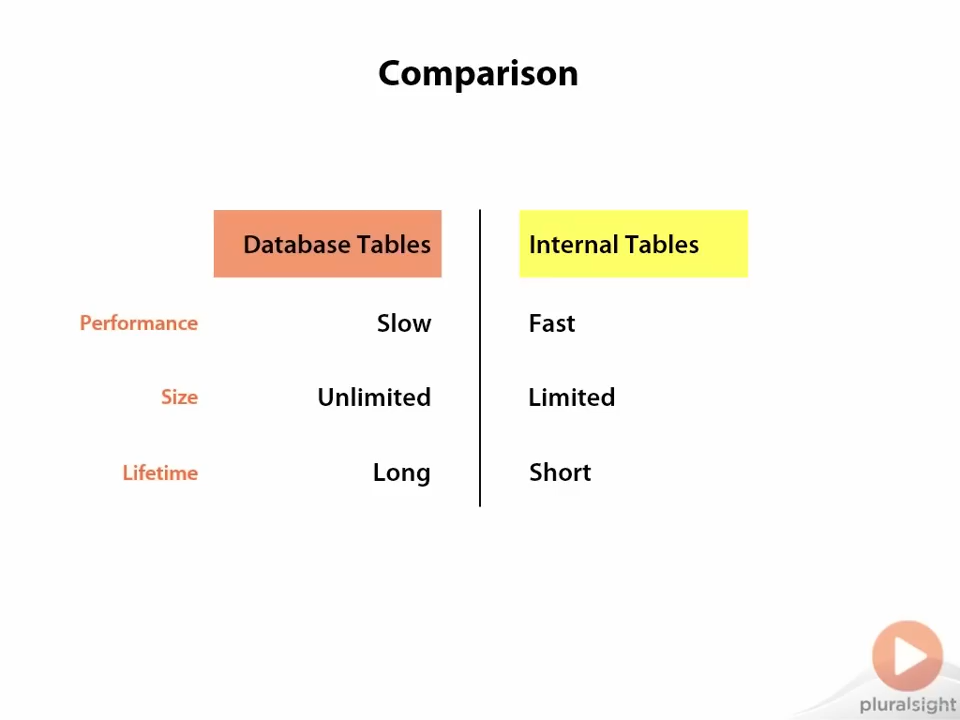 Comparison
Database Tables Internal Tables
Performance Slow Fast
Size Unlimited Limited
Lifetime Long Short
pluralsight